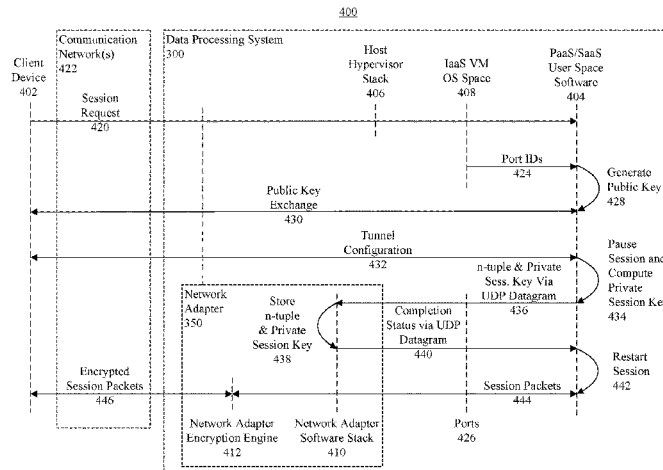 400
Communication
Network(s)
422
Data Processing System
300
Client
Device
402
Host
Hypervisor
Stack
406
IaaS VM
OS Space
408
PaaS/SaaS
User Space
Software
404
Session
Request
420
Port IDs
424
Generate
Public Key
428
Public Key
Exchange
430
Tunnel
Configuration
432
Pause
Session and
Compute
Private
Session Key
434
n-tuple & Private
Sess. Key Via
UDP Datagram
436
Network
Adapter
350
Store
n-tuple
& Private
Session Key
438
Completion
Status via UDP
Datagram
440
Restart
Session
442
Encrypted
Session Packets
446
Session Packets
444
Network Adapter
Encryption Engine
412
Network Adapter
Software Stack
410
Ports
426